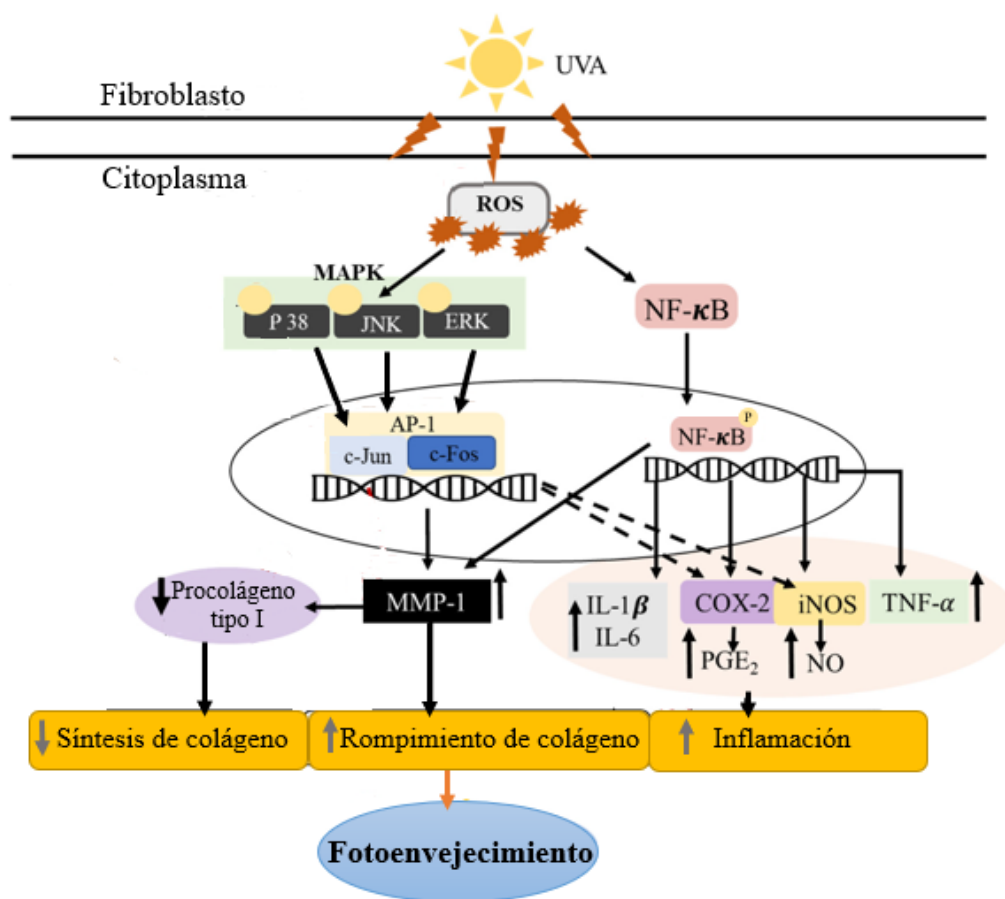 UVA
Fibroblasto
Citoplasma
ROS
MAPK
P 38
JNK
ERK
NF-κB
AP-1
c-Jun
c-Fos
P
NF-κB
Procolágeno
tipo I
MMP-1
IL-1β
IL-6
COX-2
iNOS
TNF-α
PGE₂
NO
Síntesis de colágeno
Rompimiento de colágeno
Inflamación
Fotoenvejecimiento